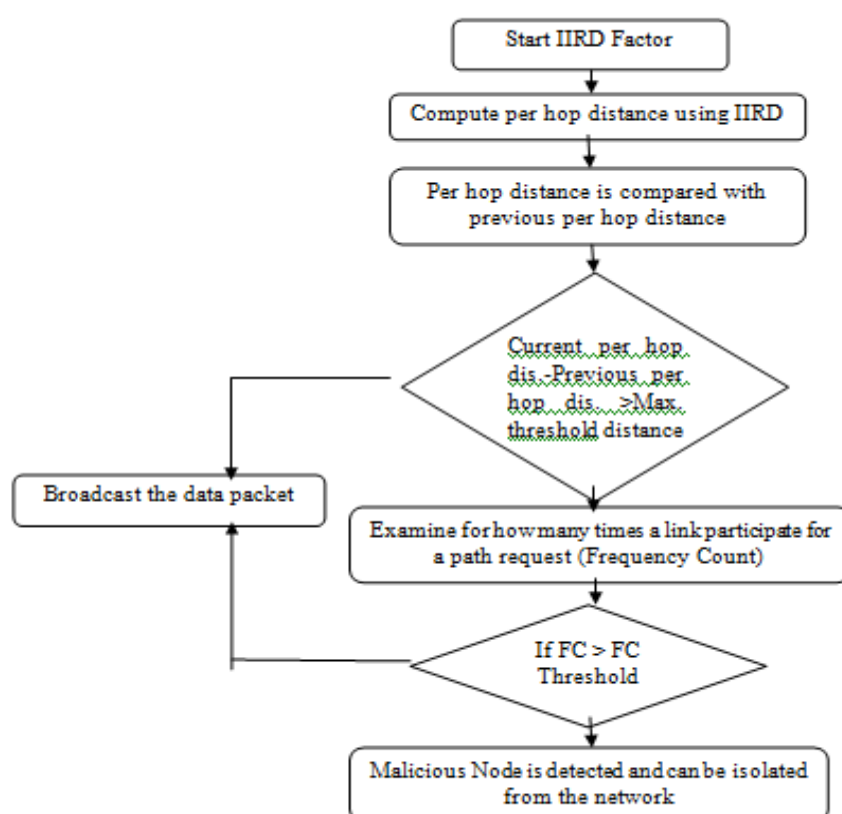 Start IIRD Factor
Compute per hop distance using IIRD
Per hop distance is compared with
previous per hop distance
Current per hop
dis.-Previous per
hop dis. >Max.
threshold distance
Broadcast the data packet
Examine for how many times a link participate for
a path request (Frequency Count)
If FC > FC
Threshold
Malicious Node is detected and can be isolated
from the network